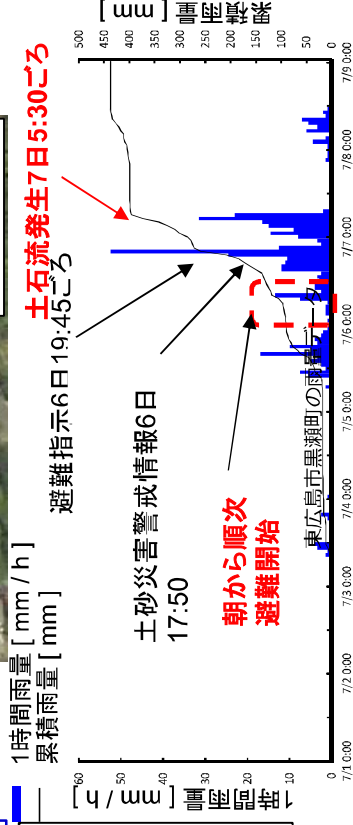 1時間雨量 [ mm / h ]
累積雨量 [ mm ]
土石流発生7日5:30ごろ
避難指示6日19:45ごろ
土砂災害警戒情報6日
17:50
朝から順次
避難開始
東広島市黒瀬町の雨量データ
1時間雨量 [ mm / h ]
60
50
40
30
20
10
0
累積雨量 [ mm ]
500
450
400
350
300
250
200
150
100
50
0
7/1 0:00
7/2 0:00
7/3 0:00
7/4 0:00
7/5 0:00
7/6 0:00
7/7 0:00
7/8 0:00
7/9 0:00